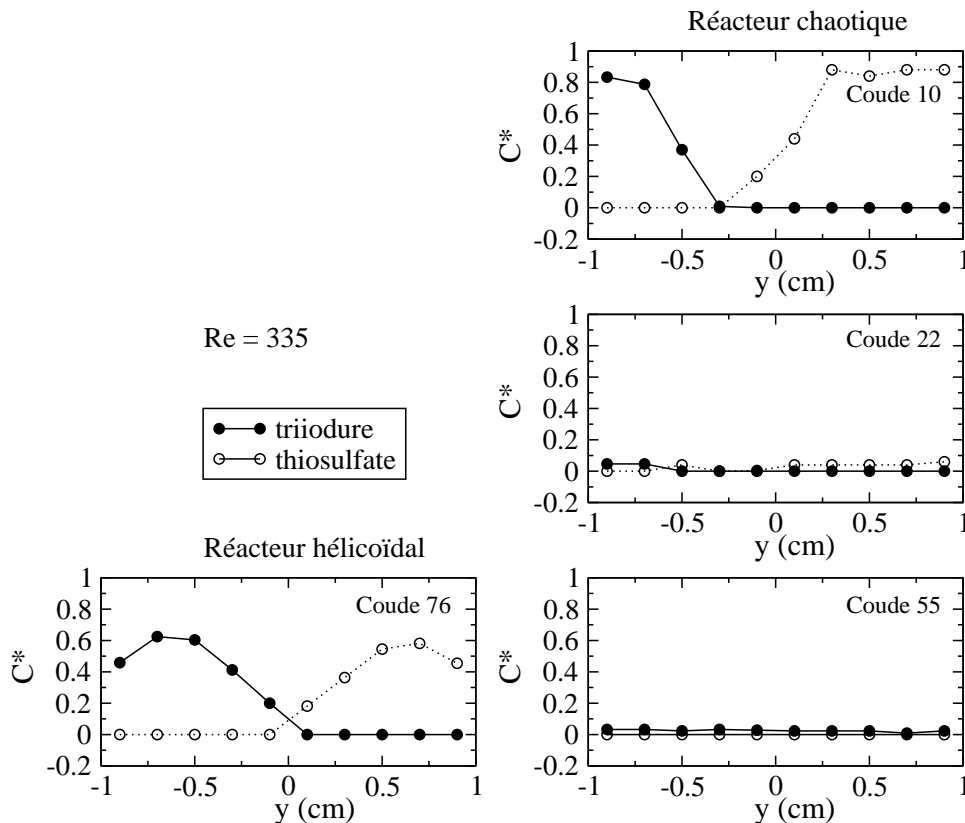 Réacteur chaotique
1
0.8
0.6
0.4
0.2
0
-0.2
C*
Coude 10
-1
-0.5
0
0.5
1
y (cm)
Re = 335
triiodure
thiosulfate
1
0.8
0.6
0.4
0.2
0
-0.2
C*
Coude 22
-1
-0.5
0
0.5
1
y (cm)
Réacteur hélicoïdal
1
0.8
0.6
0.4
0.2
0
-0.2
C*
Coude 76
-1
-0.5
0
0.5
1
y (cm)
1
0.8
0.6
0.4
0.2
0
-0.2
C*
Coude 55
-1
-0.5
0
0.5
1
y (cm)